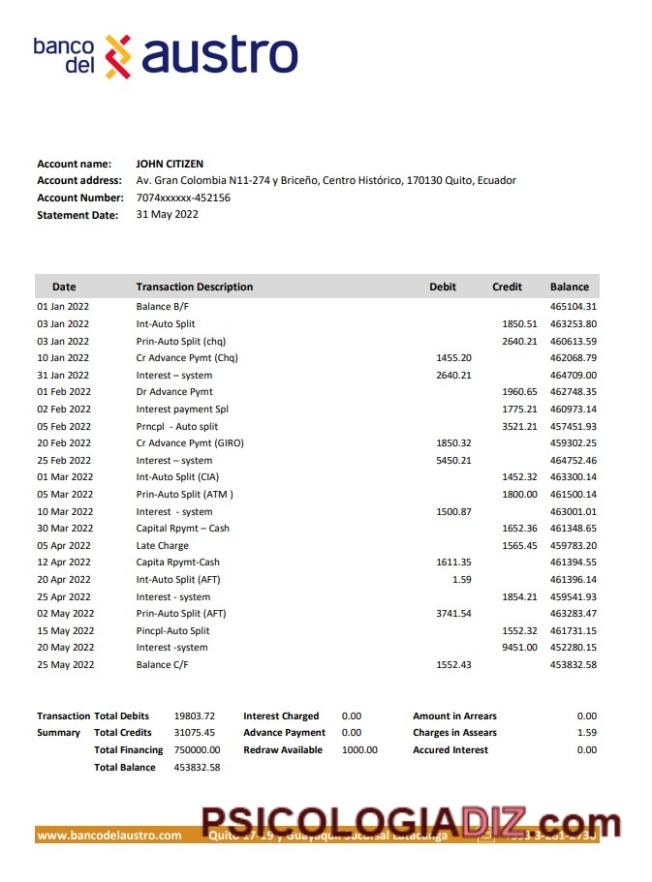 banco del austro
Account name: JOHN CITIZEN
Account address: Av. Gran Colombia N11-274 y Briceño, Centro Histórico, 170130 Quito, Ecuador
Account Number: 7074xxxxxx-452156
Statement Date: 31 May 2022
Date Transaction Description Debit Credit Balance
01 Jan 2022 Balance B/F 465104.31
03 Jan 2022 Int-Auto Split 1850.51 463253.80
03 Jan 2022 Prin-Auto Split (chq) 2640.21 460613.59
10 Jan 2022 Cr Advance Pymt (Chq) 1455.20 462068.79
31 Jan 2022 Interest – system 2640.21 464709.00
01 Feb 2022 Dr Advance Pymt 1960.65 462748.35
02 Feb 2022 Interest payment Spl 1775.21 460973.14
05 Feb 2022 Prncpl - Auto split 3521.21 457451.93
20 Feb 2022 Cr Advance Pymt (GIRO) 1850.32 459302.25
25 Feb 2022 Interest – system 5450.21 464752.46
01 Mar 2022 Int-Auto Split (CIA) 1452.32 463300.14
05 Mar 2022 Prin-Auto Split (ATM ) 1800.00 461500.14
10 Mar 2022 Interest - system 1500.87 463001.01
30 Mar 2022 Capital Rpymt – Cash 1652.36 461348.65
05 Apr 2022 Late Charge 1565.45 459783.20
12 Apr 2022 Capita Rpymt-Cash 1611.35 461394.55
20 Apr 2022 Int-Auto Split (AFT) 1.59 461396.14
25 Apr 2022 Interest - system 1854.21 459541.93
02 May 2022 Prin-Auto Split (AFT) 3741.54 463283.47
15 May 2022 Pincpl-Auto Split 1552.32 461731.15
20 May 2022 Interest -system 9451.00 452280.15
25 May 2022 Balance C/F 1552.43 453832.58
Transaction Total Debits 19803.72 Interest Charged 0.00 Amount in Arrears 0.00
Summary Total Credits 31075.45 Advance Payment 0.00 Charges in Assears 1.59
Total Financing 750000.00 Redraw Available 1000.00 Accured Interest 0.00
Total Balance 453832.58
PSICOLOGIADIZ.com
www.bancodelaustro.com Quito 17-19 y Guayaquil Sucursal Latacunga